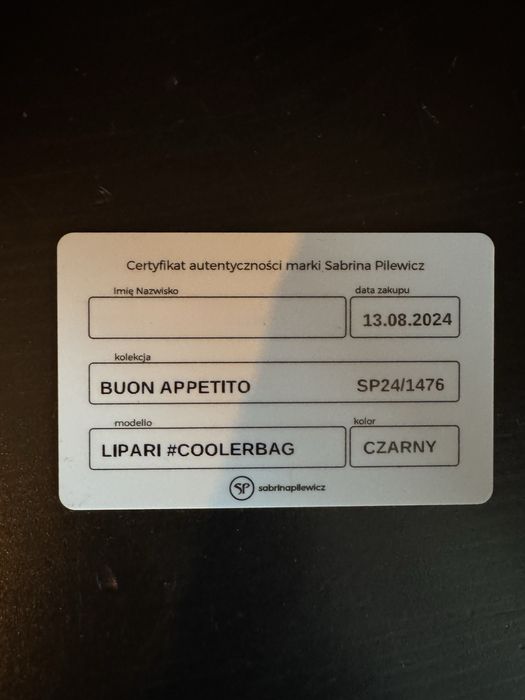 Certyfikat autentyczności marki Sabrina Pilewicz
Imię Nazwisko data zakupu
13.08.2024
kolekcja
BUON APPETITO SP24/1476
modello kolor
LIPARI #COOLERBAG CZARNY
SP sabrinapilewicz